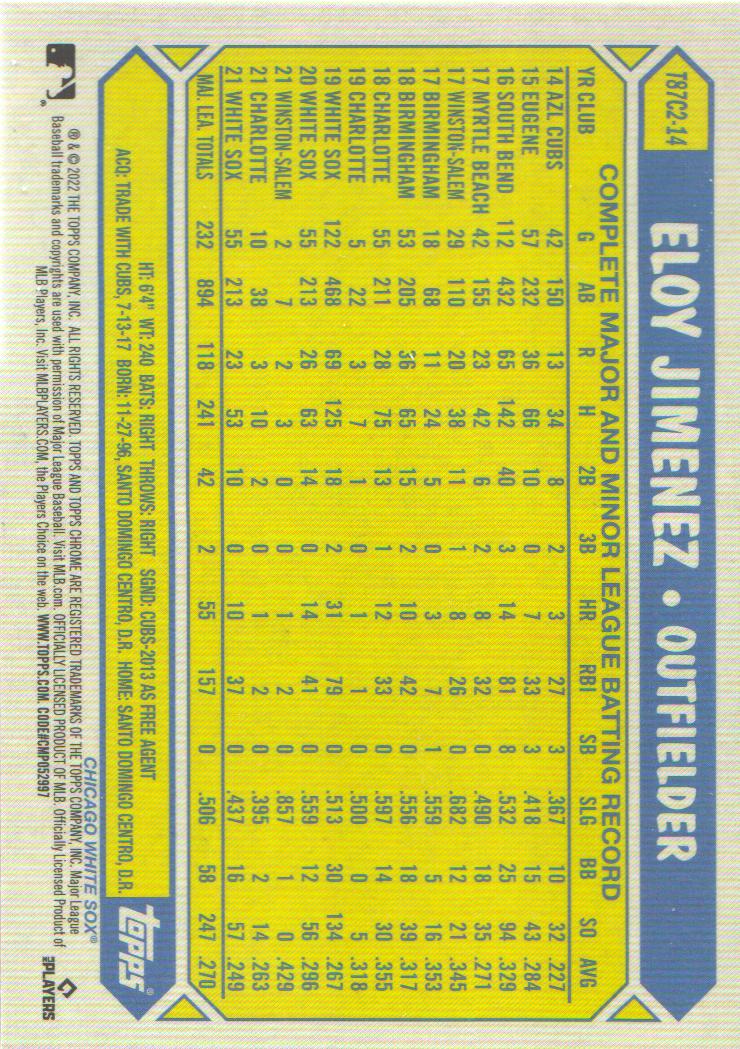 T87C2-14
ELOY JIMENEZ • OUTFIELDER
COMPLETE MAJOR AND MINOR LEAGUE BATTING RECORD
YR CLUB G AB R H 2B 3B HR RBI SB SLG BB SO AVG
14 AZL CUBS 42 150 13 34 8 2 3 27 3 .367 10 32 .227
15 EUGENE 57 232 36 66 10 0 7 33 3 .418 15 43 .284
16 SOUTH BEND 112 432 65 142 40 3 14 81 8 .532 25 94 .329
17 MYRTLE BEACH 42 155 23 42 6 2 8 32 0 .490 18 35 .271
17 WINSTON-SALEM 29 110 20 38 11 1 8 26 0 .682 12 21 .345
17 BIRMINGHAM 18 68 11 24 5 0 3 7 1 .559 5 16 .353
18 BIRMINGHAM 53 205 36 65 15 2 10 42 0 .556 18 39 .317
18 CHARLOTTE 55 211 28 75 13 1 12 33 0 .597 14 30 .355
19 CHARLOTTE 5 22 3 7 1 0 1 1 0 .500 0 5 .318
19 WHITE SOX 122 468 69 125 18 2 31 79 0 .513 30 134 .267
20 WHITE SOX 55 213 26 63 14 0 14 41 0 .559 12 56 .296
21 WINSTON-SALEM 2 7 2 3 0 0 1 2 0 .857 1 0 .429
21 CHARLOTTE 10 38 3 10 2 0 1 2 0 .395 2 14 .263
21 WHITE SOX 55 213 23 53 10 0 10 37 0 .437 16 57 .249
MAJ. LEA. TOTALS 232 894 118 241 42 2 55 157 0 .506 58 247 .270
HT: 6'4" WT: 240 BATS: RIGHT THROWS: RIGHT SGND: CUBS-2013 AS FREE AGENT
ACQ: TRADE WITH CUBS, 7-13-17 BORN: 11-27-96, SANTO DOMINGO CENTRO, D.R. HOME: SANTO DOMINGO CENTRO, D.R.
topps®
CHICAGO WHITE SOX®
® & © 2022 THE TOPPS COMPANY, INC. ALL RIGHTS RESERVED. TOPPS AND TOPPS CHROME ARE REGISTERED TRADEMARKS OF THE TOPPS COMPANY, INC. Major League
Baseball trademarks and copyrights are used with permission of Major League Baseball. Visit MLB.com. OFFICIALLY LICENSED PRODUCT OF MLB. Officially Licensed Product of
MLB Players, Inc. Visit MLBPLAYERS.COM, the Players Choice on the web. WWW.TOPPS.COM. CODE#CMP052997
MLB PLAYERS